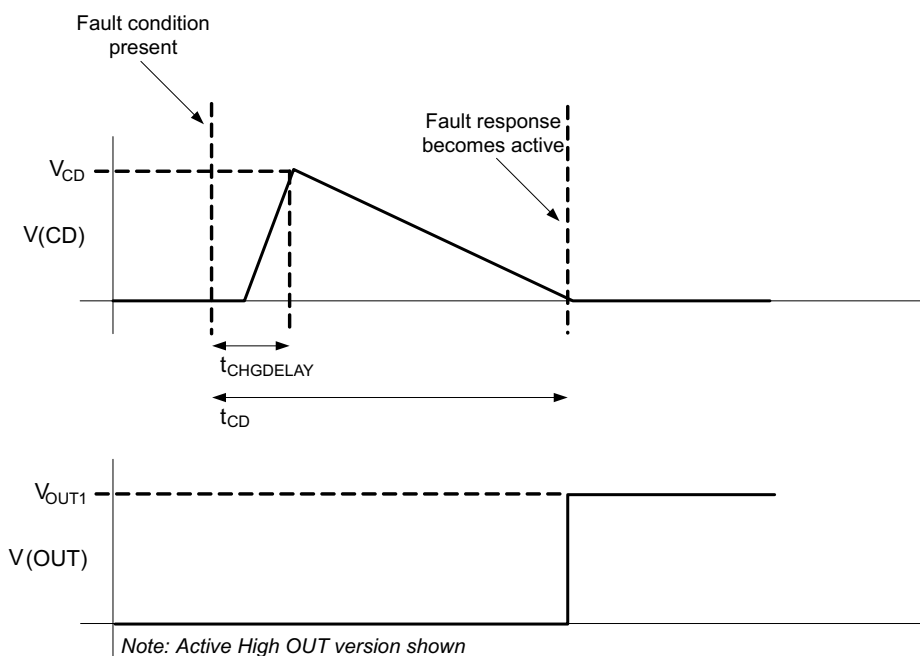 Fault condition
present
Fault response
becomes active
VCD
V(CD)
tCHGDELAY
tCD
VOUT1
V(OUT)
Note: Active High OUT version shown